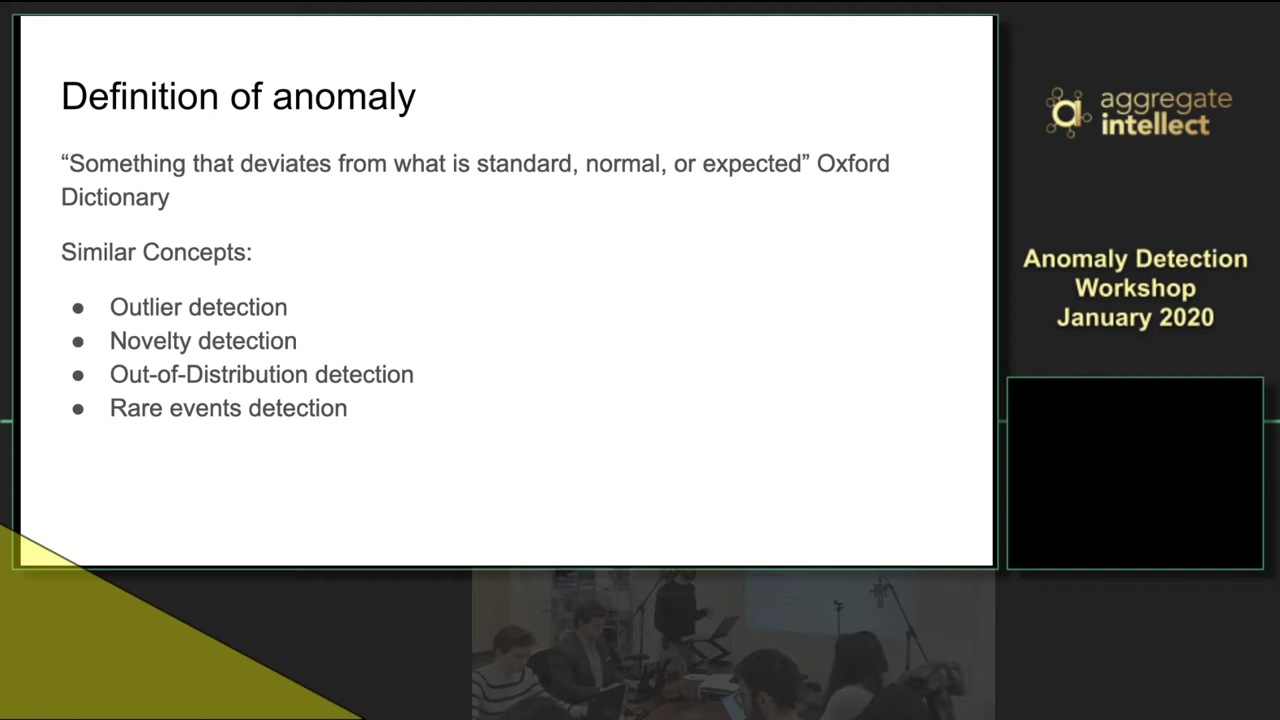 Definition of anomaly
“Something that deviates from what is standard, normal, or expected” Oxford
Dictionary
Similar Concepts:
● Outlier detection
● Novelty detection
● Out-of-Distribution detection
● Rare events detection
aggregate
intellect
Anomaly Detection
Workshop
January 2020